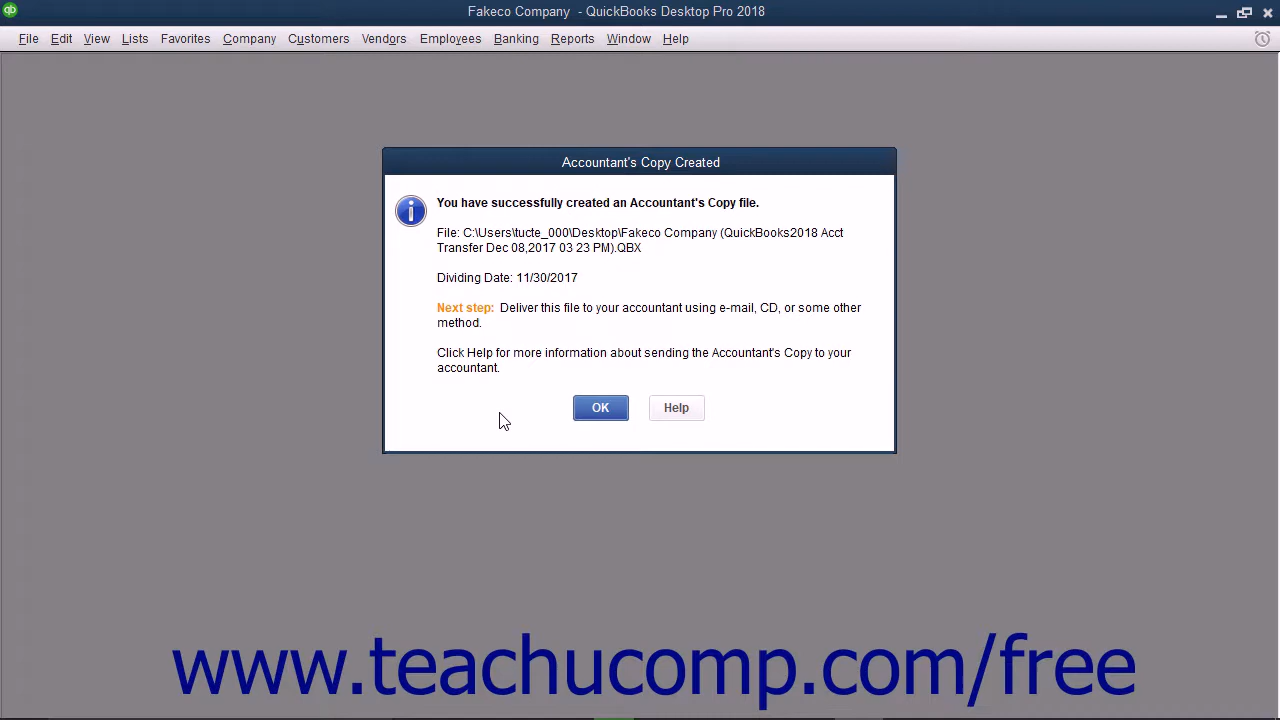 Fakeco Company - QuickBooks Desktop Pro 2018
File Edit View Lists Favorites Company Customers Vendors Employees Banking Reports Window Help
Accountant's Copy Created
You have successfully created an Accountant's Copy file.
File: C:\Users\tucte_000\Desktop\Fakeco Company (QuickBooks2018 Acct
Transfer Dec 08,2017 03 23 PM).QBX
Dividing Date: 11/30/2017
Next step: Deliver this file to your accountant using e-mail, CD, or some other
method.
Click Help for more information about sending the Accountant's Copy to your
accountant.
OK Help
www.teachucomp.com/free